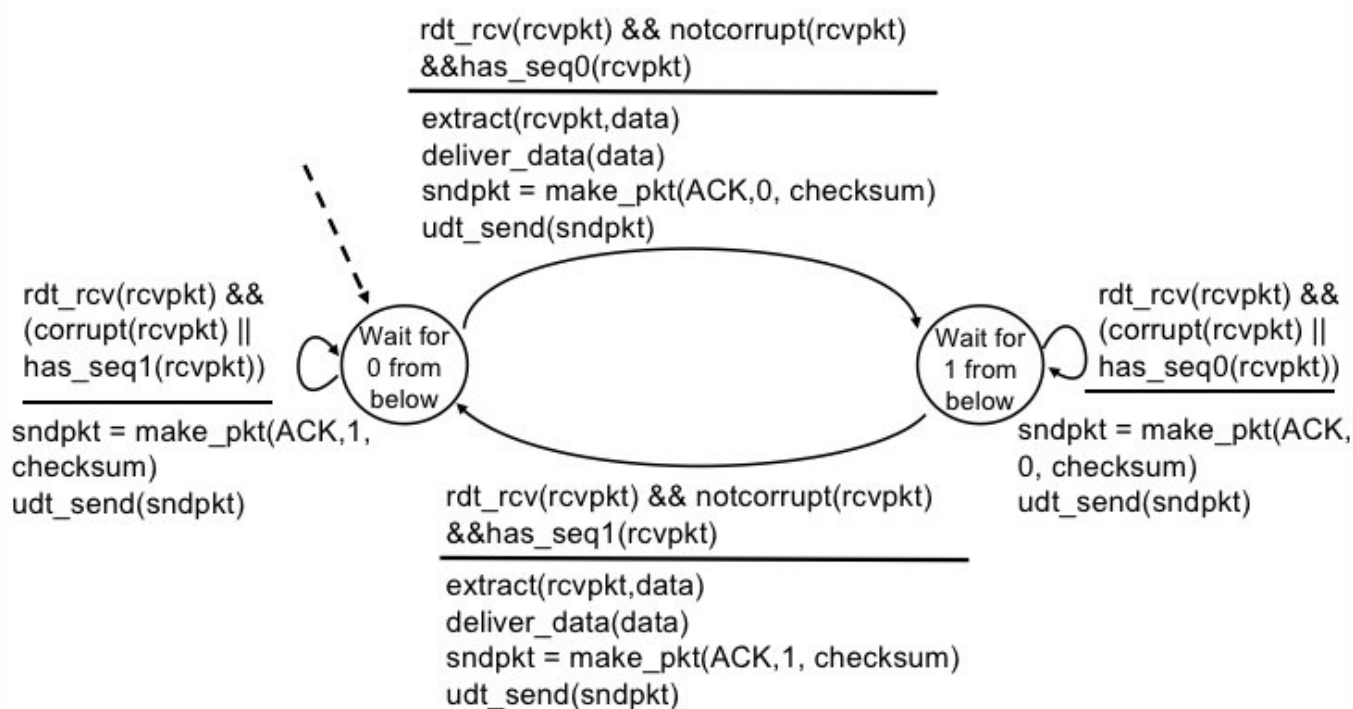 rdt_rcv(rcvpkt) && notcorrupt(rcvpkt)
&&has_seq0(rcvpkt)
extract(rcvpkt,data)
deliver_data(data)
sndpkt = make_pkt(ACK,0, checksum)
udt_send(sndpkt)
rdt_rcv(rcvpkt) &&
(corrupt(rcvpkt) ||
has_seq1(rcvpkt))
sndpkt = make_pkt(ACK,1,
checksum)
udt_send(sndpkt)
Wait for
0 from
below
Wait for
1 from
below
rdt_rcv(rcvpkt) &&
(corrupt(rcvpkt) ||
has_seq0(rcvpkt))
sndpkt = make_pkt(ACK,
0, checksum)
udt_send(sndpkt)
rdt_rcv(rcvpkt) && notcorrupt(rcvpkt)
&&has_seq1(rcvpkt)
extract(rcvpkt,data)
deliver_data(data)
sndpkt = make_pkt(ACK,1, checksum)
udt_send(sndpkt)